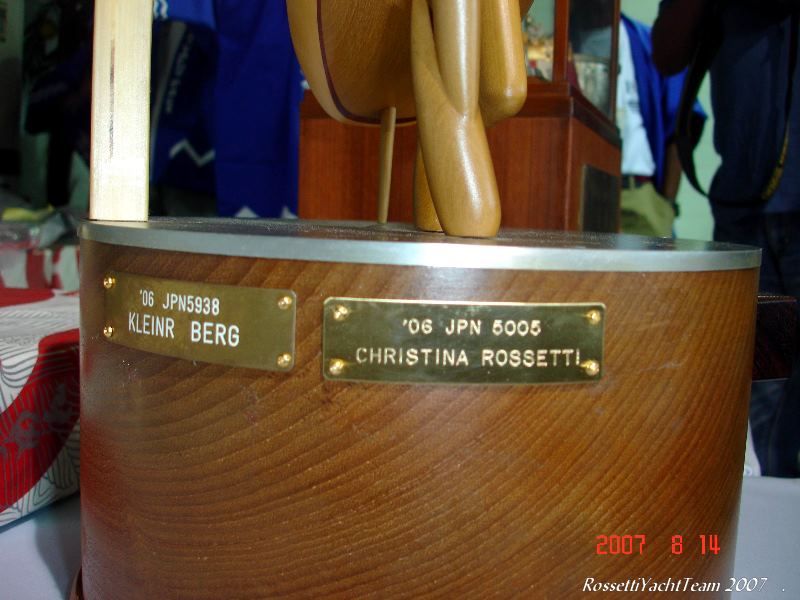 '06 JPN5938
KLEINR BERG
'06 JPN 5005
CHRISTINA ROSSETTI
2007 8 14
RossettiYachtTeam 2007 .